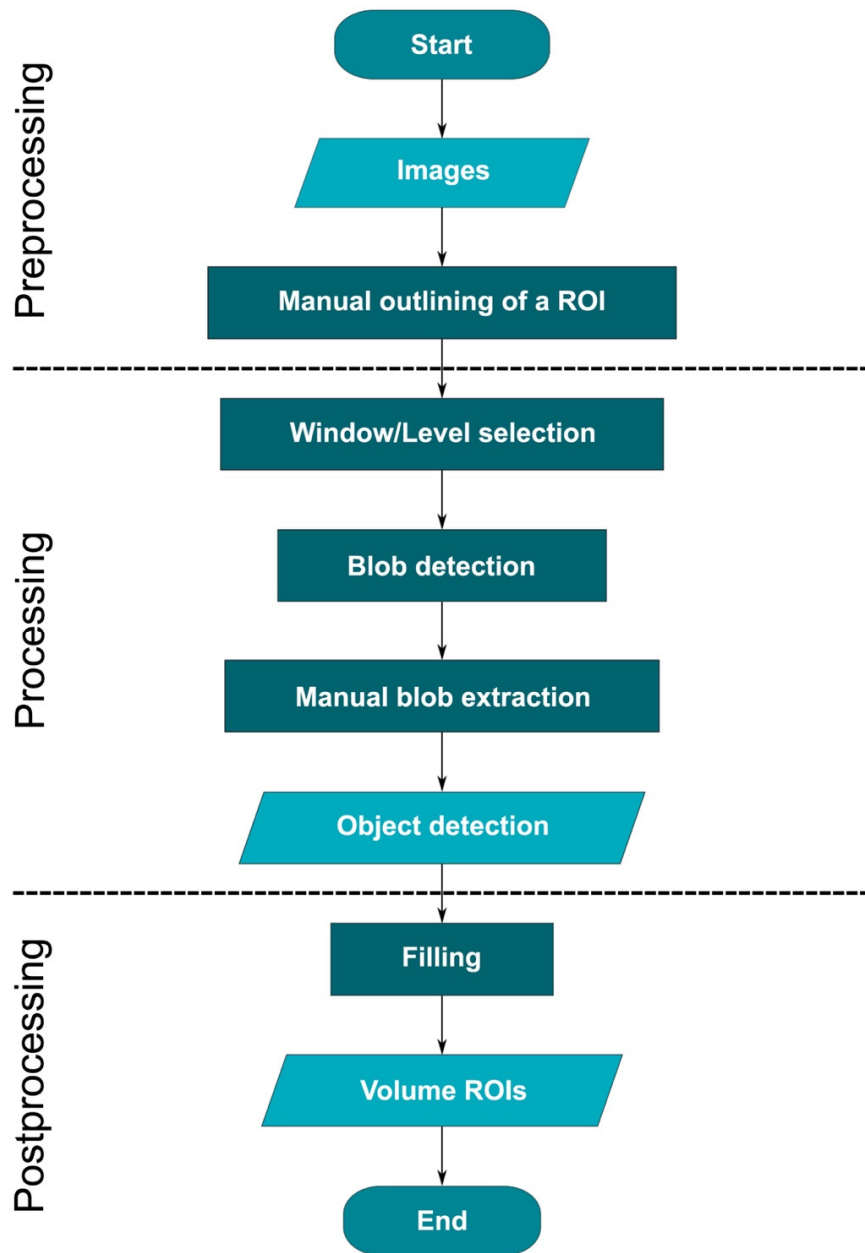 Preprocessing
Start
Images
Manual outlining of a ROI
Processing
Window/Level selection
Blob detection
Manual blob extraction
Object detection
Postprocessing
Filling
Volume ROIs
End